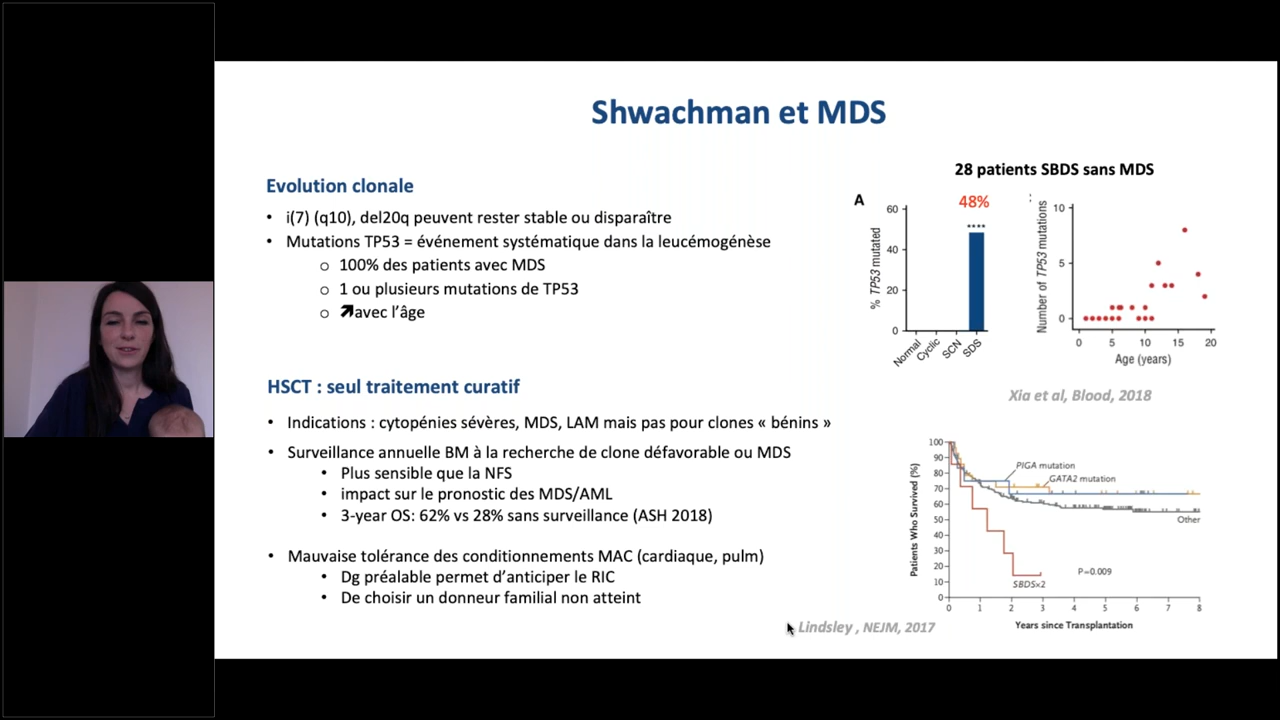 Shwachman et MDS
Evolution clonale
• i(7) (q10), del20q peuvent rester stable ou disparaître
• Mutations TP53 = événement systématique dans la leucémogénèse
o 100% des patients avec MDS
o 1 ou plusieurs mutations de TP53
o ↗avec l'âge
HSCT : seul traitement curatif
• Indications : cytopénies sévères, MDS, LAM mais pas pour clones « bénins »
• Surveillance annuelle BM à la recherche de clone défavorable ou MDS
• Plus sensible que la NFS
• impact sur le pronostic des MDS/AML
• 3-year OS: 62% vs 28% sans surveillance (ASH 2018)
• Mauvaise tolérance des conditionnements MAC (cardiaque, pulm)
• Dg préalable permet d'anticiper le RIC
• De choisir un donneur familial non atteint
28 patients SBDS sans MDS
A
48%
****
% TP53 mutated
60
40
20
0
Normal
Cyclic
SCN
SDS
Number of TP53 mutations
10
5
0
0 5 10 15 20
Age (years)
Xia et al, Blood, 2018
Patients Who Survived (%)
100
90
80
70
60
50
40
30
20
10
0
PIGA mutation
GATA2 mutation
Other
P=0.009
SBDS×2
0 1 2 3 4 5 6 7 8
Years since Transplantation
Lindsley , NEJM, 2017